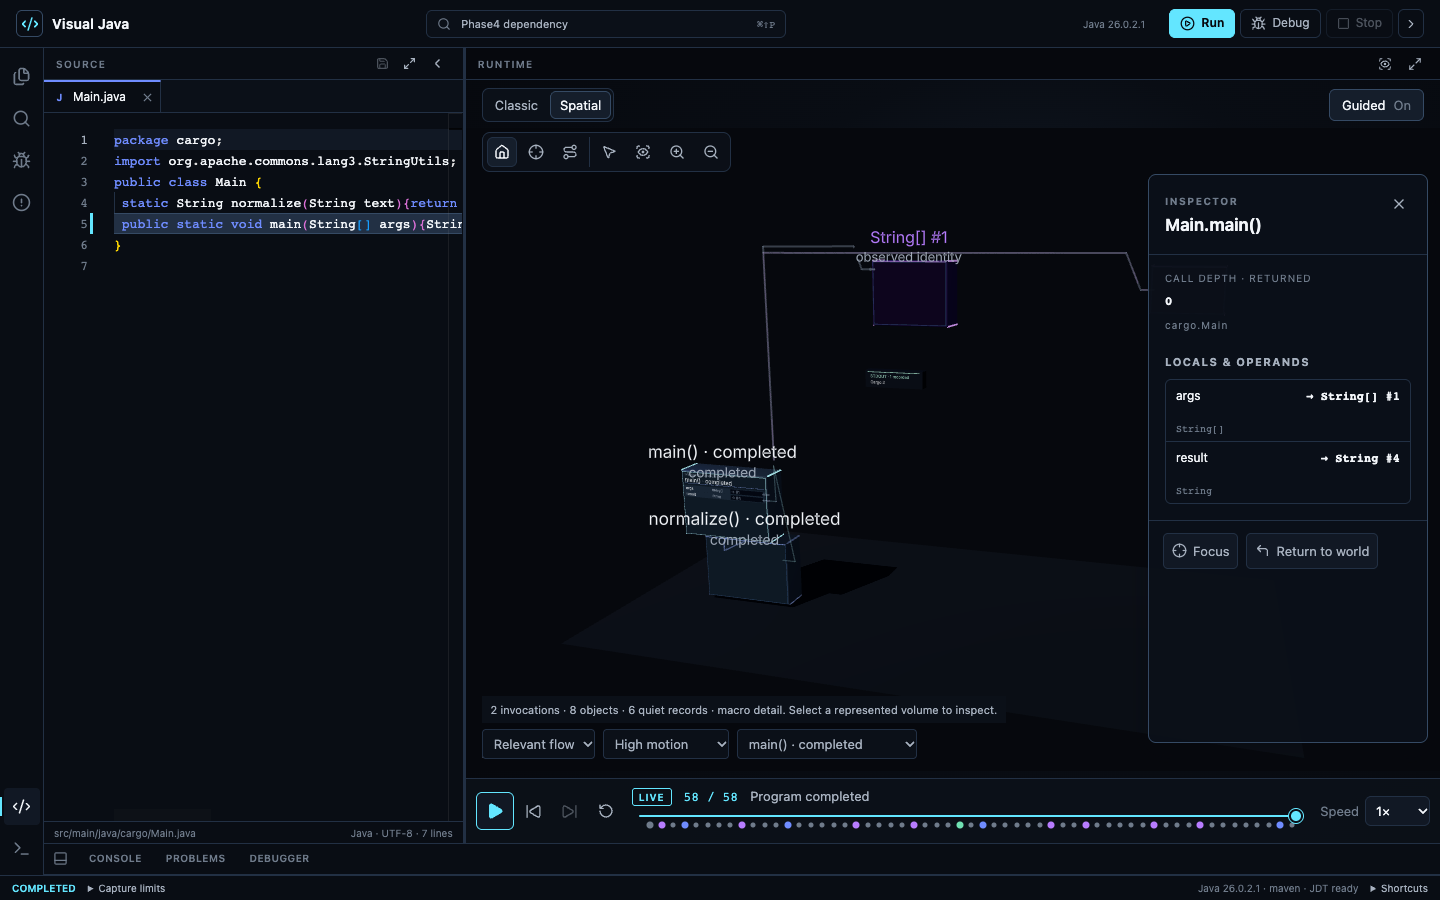 Visual Java
Phase4 dependency
⌘⇧P
Java 26.0.2.1
Run
Debug
Stop
SOURCE
J Main.java
1 package cargo;
2 import org.apache.commons.lang3.StringUtils;
3 public class Main {
4 static String normalize(String text){return
5 public static void main(String[] args){Strin
6 }
7
src/main/java/cargo/Main.java
Java · UTF-8 · 7 lines
RUNTIME
Classic
Spatial
Guided On
String[] #1
observed identity
STDOUT · 1 recorded
main() · completed
completed
main() · completed
args
normalize() · completed
completed
INSPECTOR
Main.main()
CALL DEPTH · RETURNED
0
cargo.Main
LOCALS & OPERANDS
args → String[] #1
String[]
result → String #4
String
Focus
Return to world
2 invocations · 8 objects · 6 quiet records · macro detail. Select a represented volume to inspect.
Relevant flow
High motion
main() · completed
LIVE 58 / 58 Program completed
Speed 1×
CONSOLE
PROBLEMS
DEBUGGER
COMPLETED
Capture limits
Java 26.0.2.1 · maven · JDT ready
Shortcuts